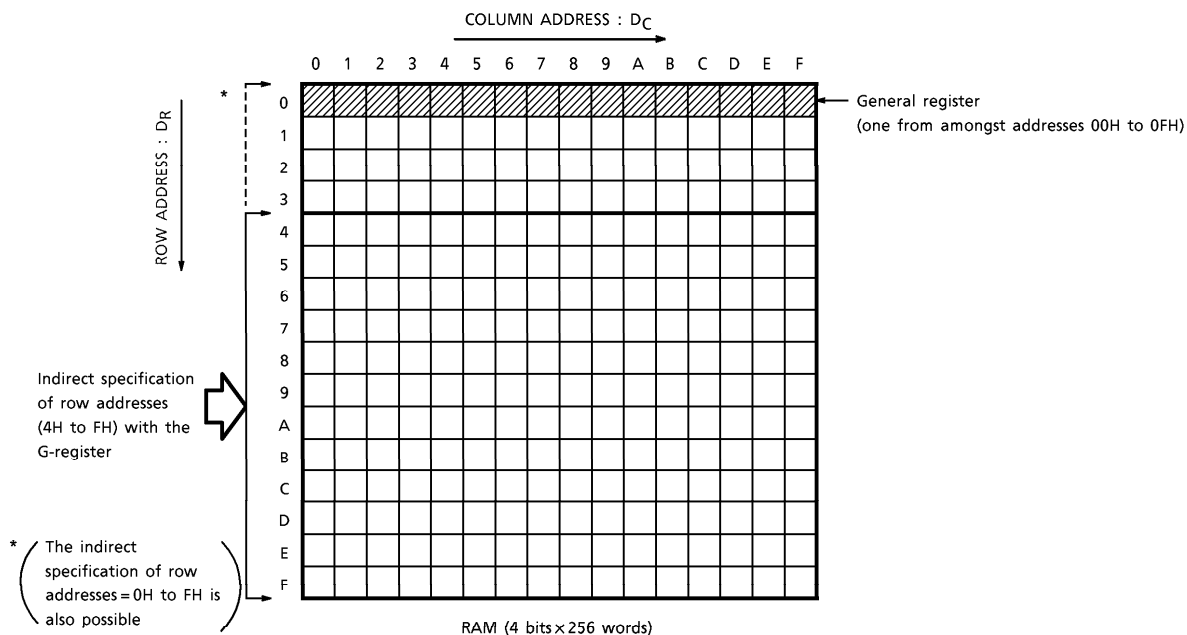 COLUMN ADDRESS : DC
0 1 2 3 4 5 6 7 8 9 A B C D E F
ROW ADDRESS : DR
*
0
1
2
3
4
5
6
7
8
9
A
B
C
D
E
F
General register
(one from amongst addresses 00H to 0FH)
Indirect specification
of row addresses
(4H to FH) with the
G-register
* The indirect
specification of row
addresses = 0H to FH is
also possible
RAM (4 bits × 256 words)